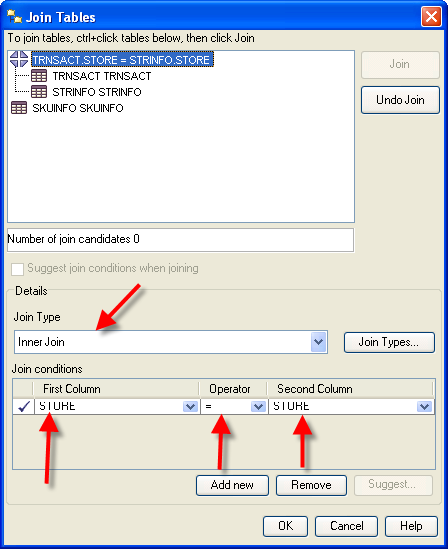 Join Tables
To join tables, ctrl+click tables below, then click Join
TRNSACT.STORE = STRINFO.STORE
TRNSACT TRNSACT
STRINFO STRINFO
SKUINFO SKUINFO
Join
Undo Join
Number of join candidates 0
Suggest join conditions when joining
Details
Join Type
Inner Join
Join Types...
Join conditions
First Column Operator Second Column
STORE = STORE
Add new Remove Suggest...
OK Cancel Help